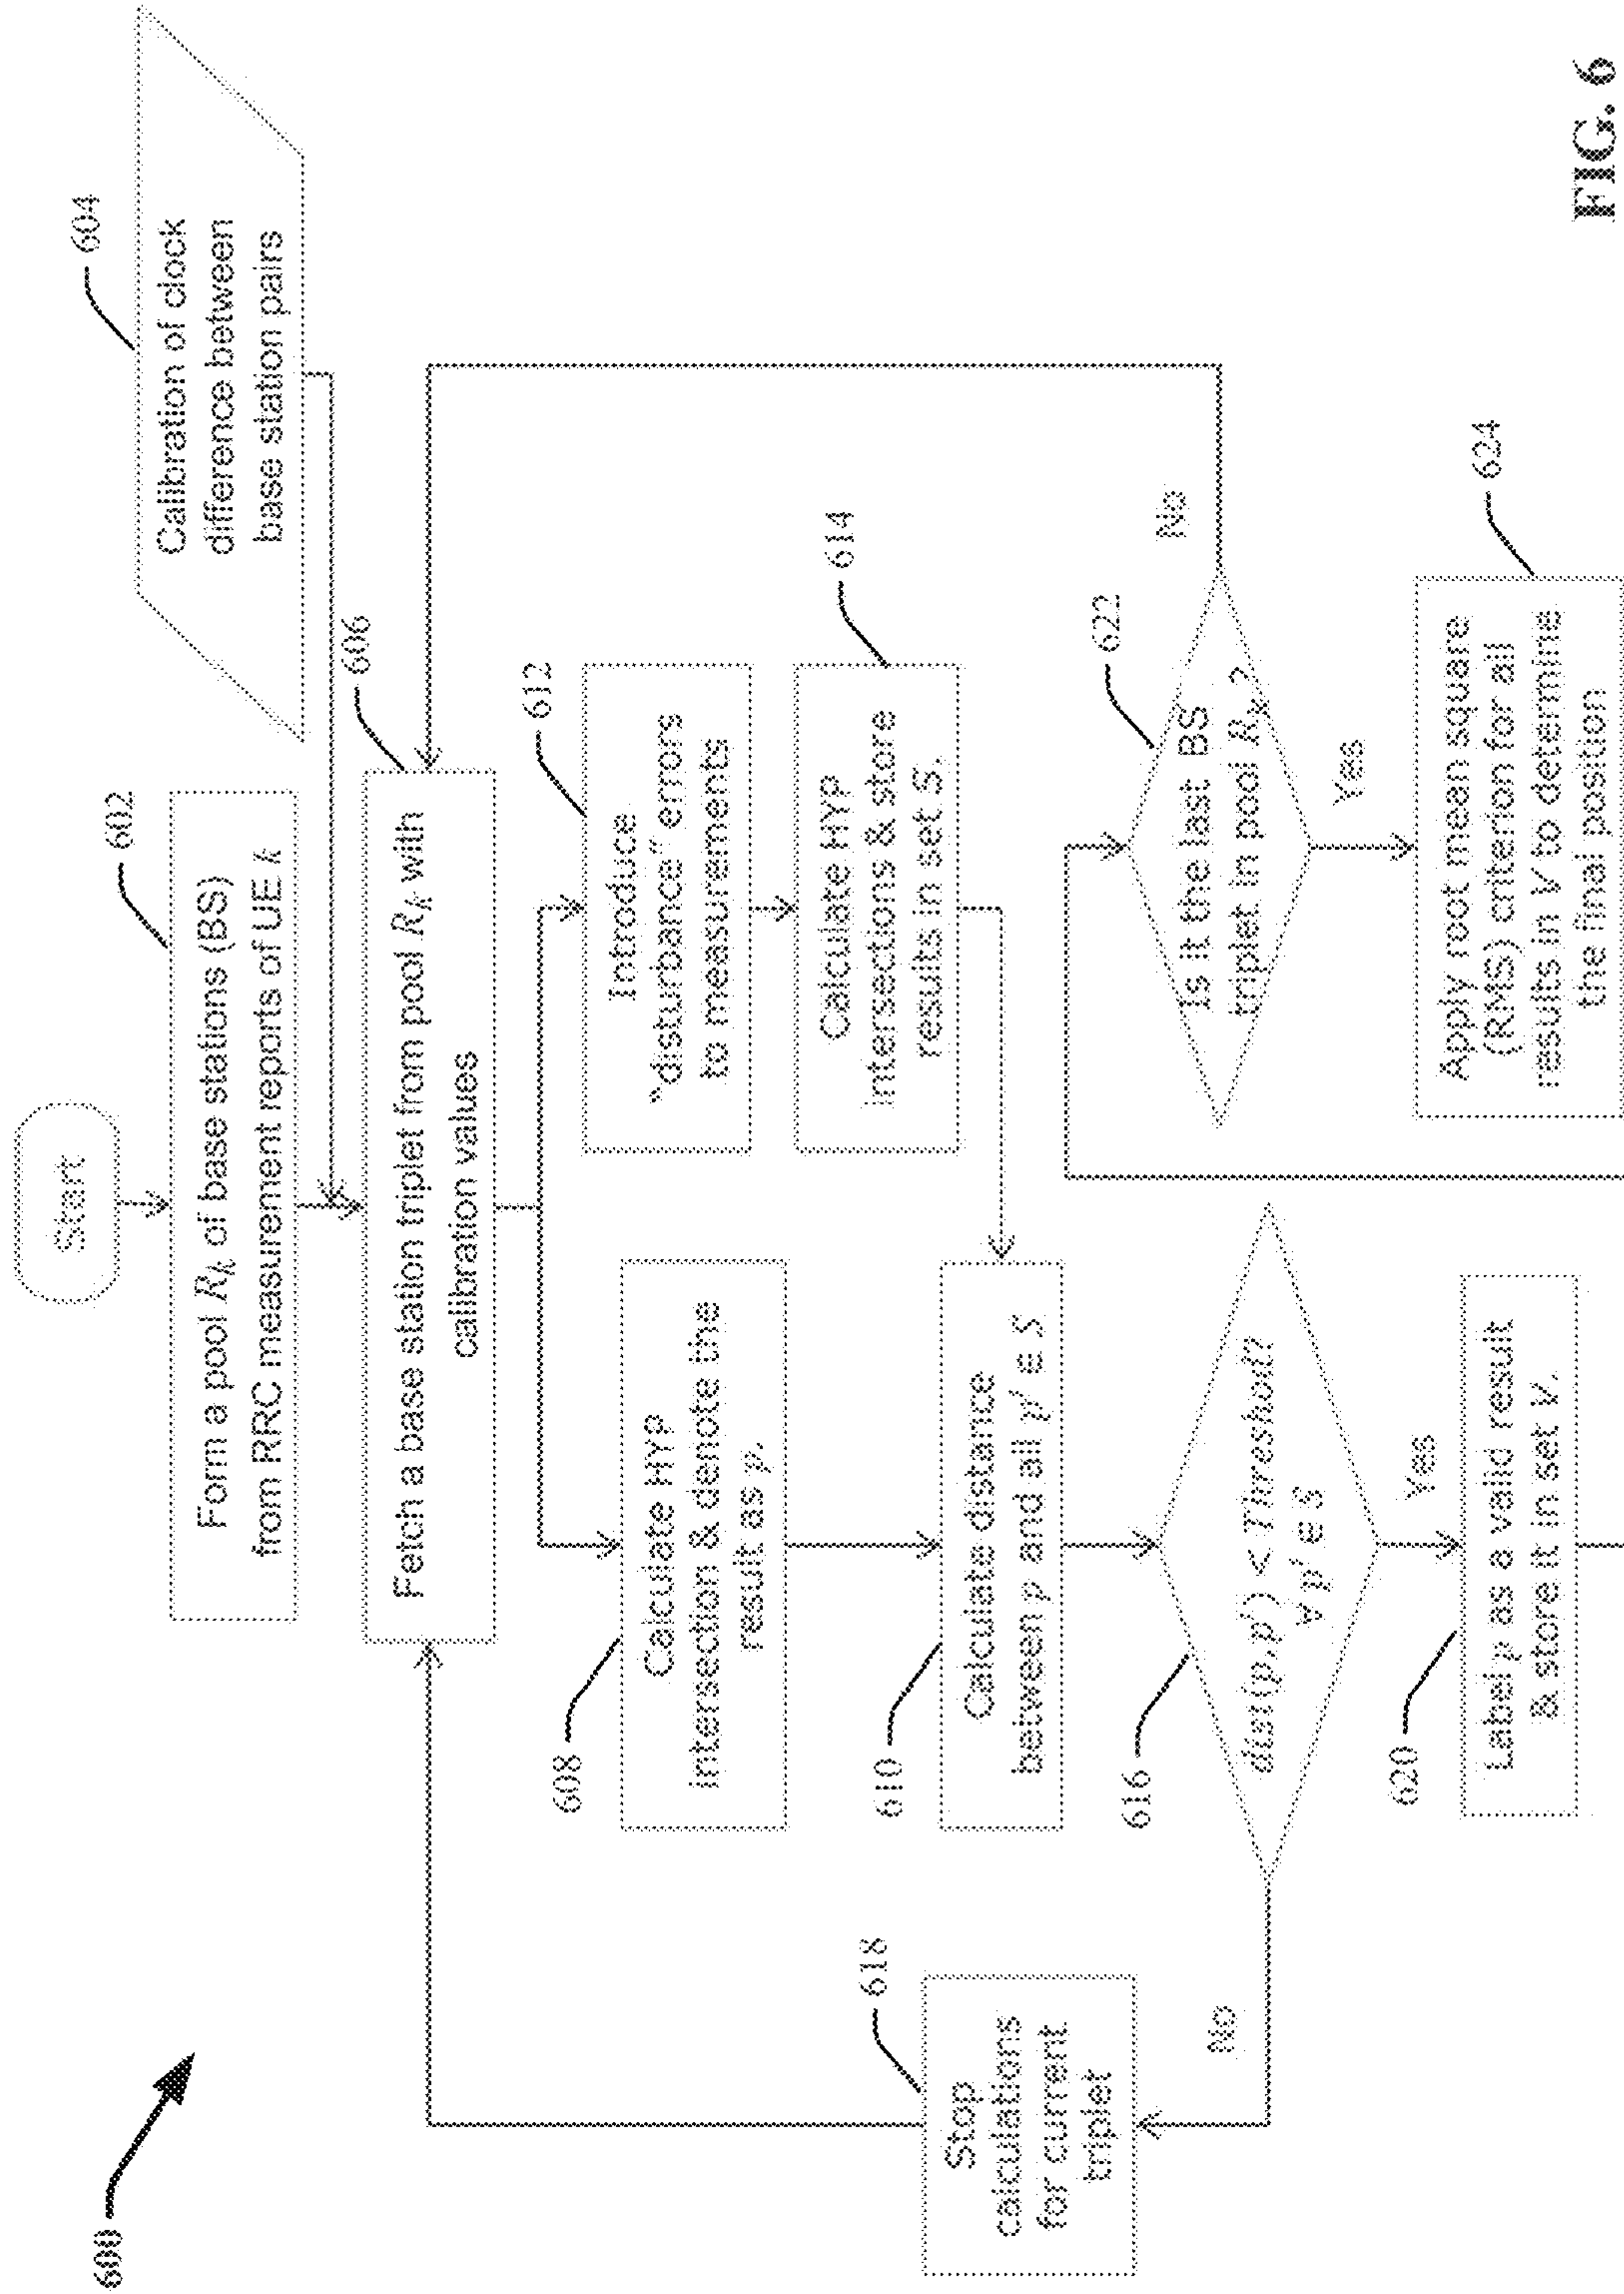 600
Start
602
Form a pool Rk of base stations (BS)
from RRC measurement reports of UE k
604
Calibration of clock
difference between
base station pairs
606
Fetch a base station triplet from pool Rk with
calibration values
608
Calculate HYP
intersection & denote the
result as p.
612
Introduce
"disturbance" errors
to measurements
614
Calculate HYP
intersections & store
results in set S.
610
Calculate distance
between p and all p' ∈ S
616
dist(p,p') < Threshold?
∀ p' ∈ S
No
618
Stop
calculations
for current
triplet
Yes
620
Label p as a valid result
& store it in set V.
622
Is it the last BS
triplet in pool Rk?
No
Yes
624
Apply root mean square
(RMS) criterion for all
results in V to determine
the final position
FIG. 6